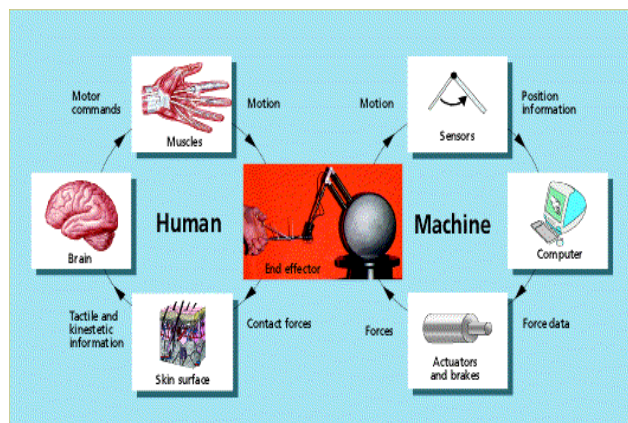 Motor
commands
Muscles
Motion
Motion
Sensors
Position
information
Brain
Human
End effector
Machine
Computer
Tactile and
kinestetic
information
Skin surface
Contact forces
Forces
Actuators
and brakes
Force data